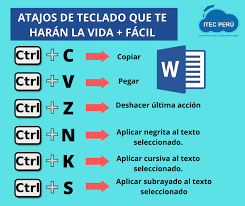 ATAJOS DE TECLADO QUE TE
HARÁN LA VIDA + FÁCIL
ITEC PERÚ
Ctrl + C Copiar
W
Ctrl + V Pegar
Ctrl + Z Deshacer última acción
Ctrl + N Aplicar negrita al texto
seleccionado.
Ctrl + K Aplicar cursiva al texto
seleccionado.
Ctrl + S Aplicar subrayado al texto
seleccionado